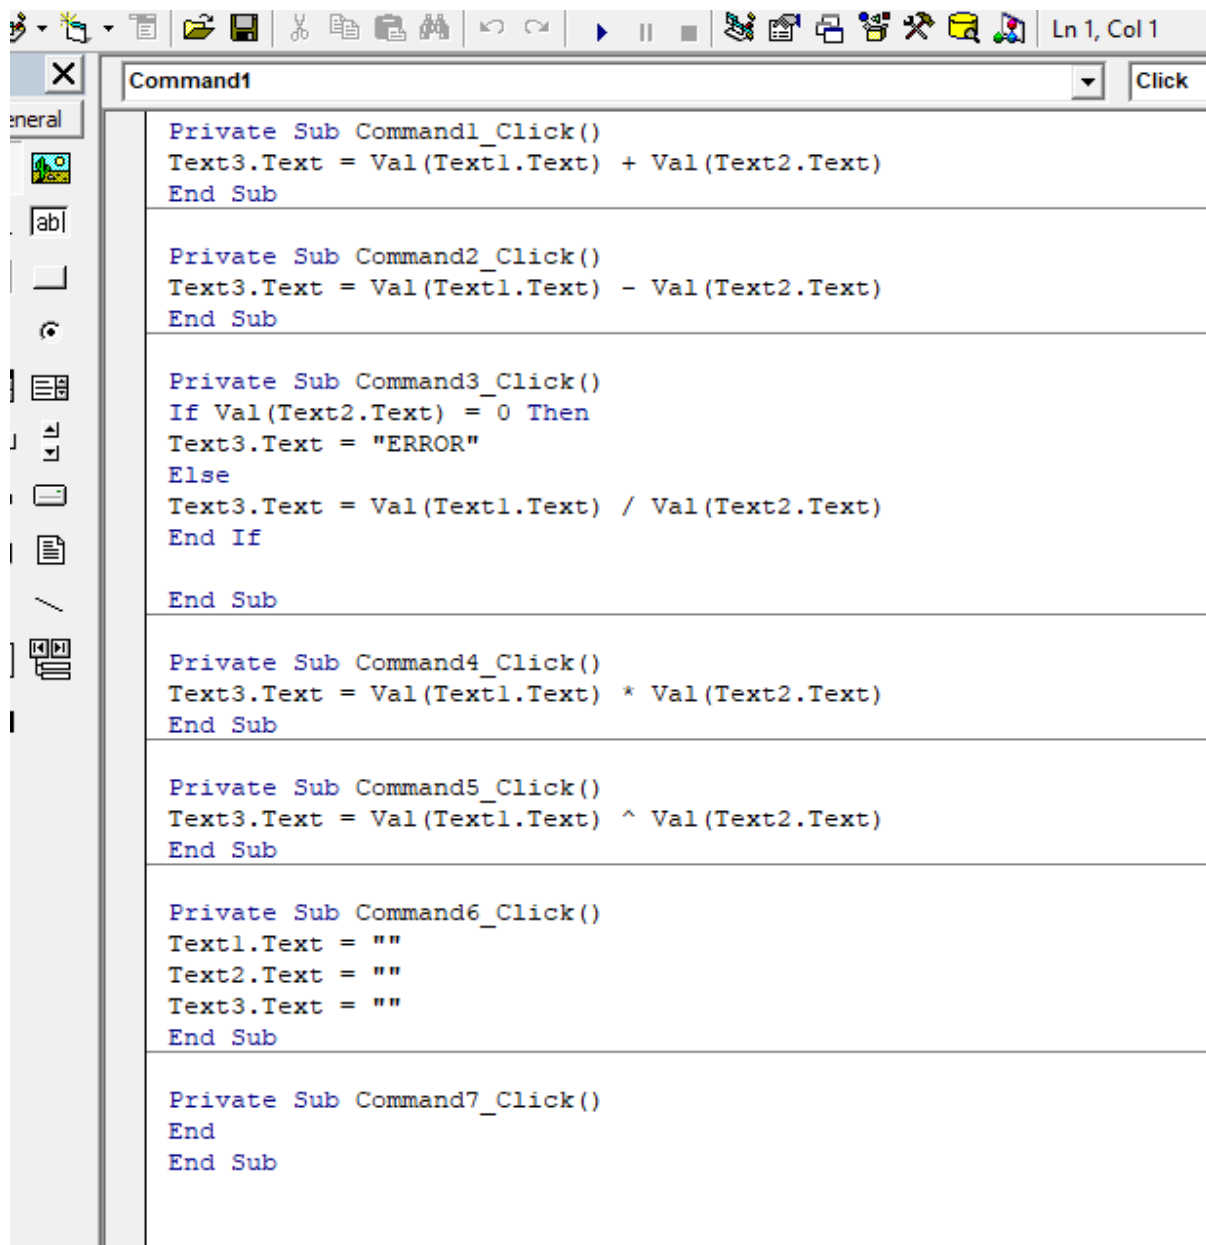 Ln 1, Col 1
Command1
Click
eneral
ab
Private Sub Command1_Click()
Text3.Text = Val(Text1.Text) + Val(Text2.Text)
End Sub
Private Sub Command2_Click()
Text3.Text = Val(Text1.Text) - Val(Text2.Text)
End Sub
Private Sub Command3_Click()
If Val(Text2.Text) = 0 Then
Text3.Text = "ERROR"
Else
Text3.Text = Val(Text1.Text) / Val(Text2.Text)
End If
End Sub
Private Sub Command4_Click()
Text3.Text = Val(Text1.Text) * Val(Text2.Text)
End Sub
Private Sub Command5_Click()
Text3.Text = Val(Text1.Text) ^ Val(Text2.Text)
End Sub
Private Sub Command6_Click()
Text1.Text = ""
Text2.Text = ""
Text3.Text = ""
End Sub
Private Sub Command7_Click()
End
End Sub